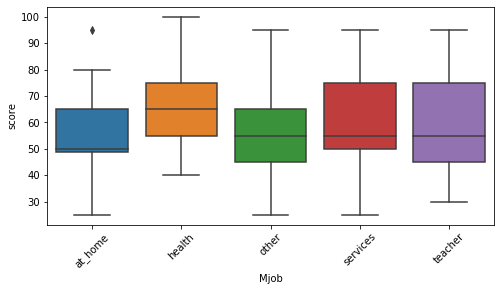 100
90
80
70
60
50
40
30
score
at_home
health
other
services
teacher
Mjob